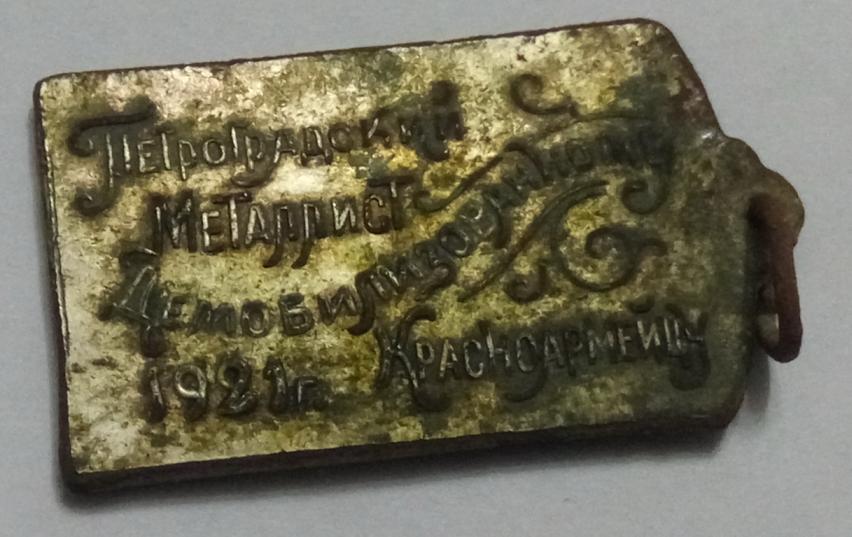 Петроградский
Металлист
Демобилизованному
Красноармейцу
1921г.